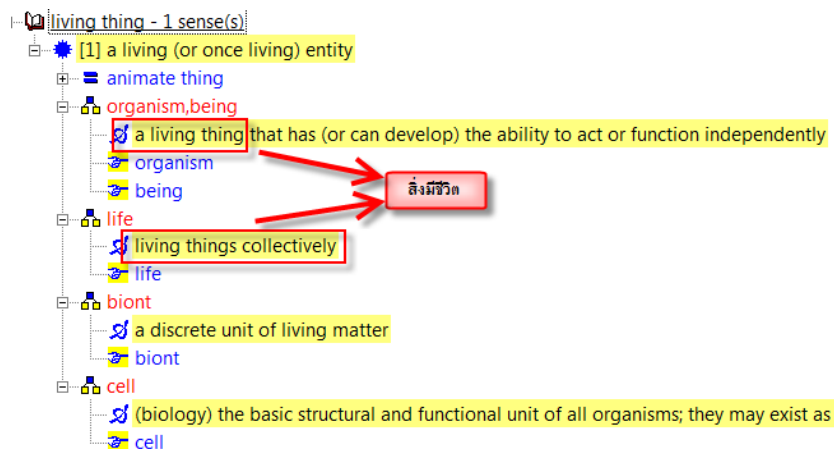 living thing - 1 sense(s)
[1] a living (or once living) entity
animate thing
organism,being
a living thing that has (or can develop) the ability to act or function independently
organism
being
สิ่งมีชีวิต
life
living things collectively
life
biont
a discrete unit of living matter
biont
cell
(biology) the basic structural and functional unit of all organisms; they may exist as
cell